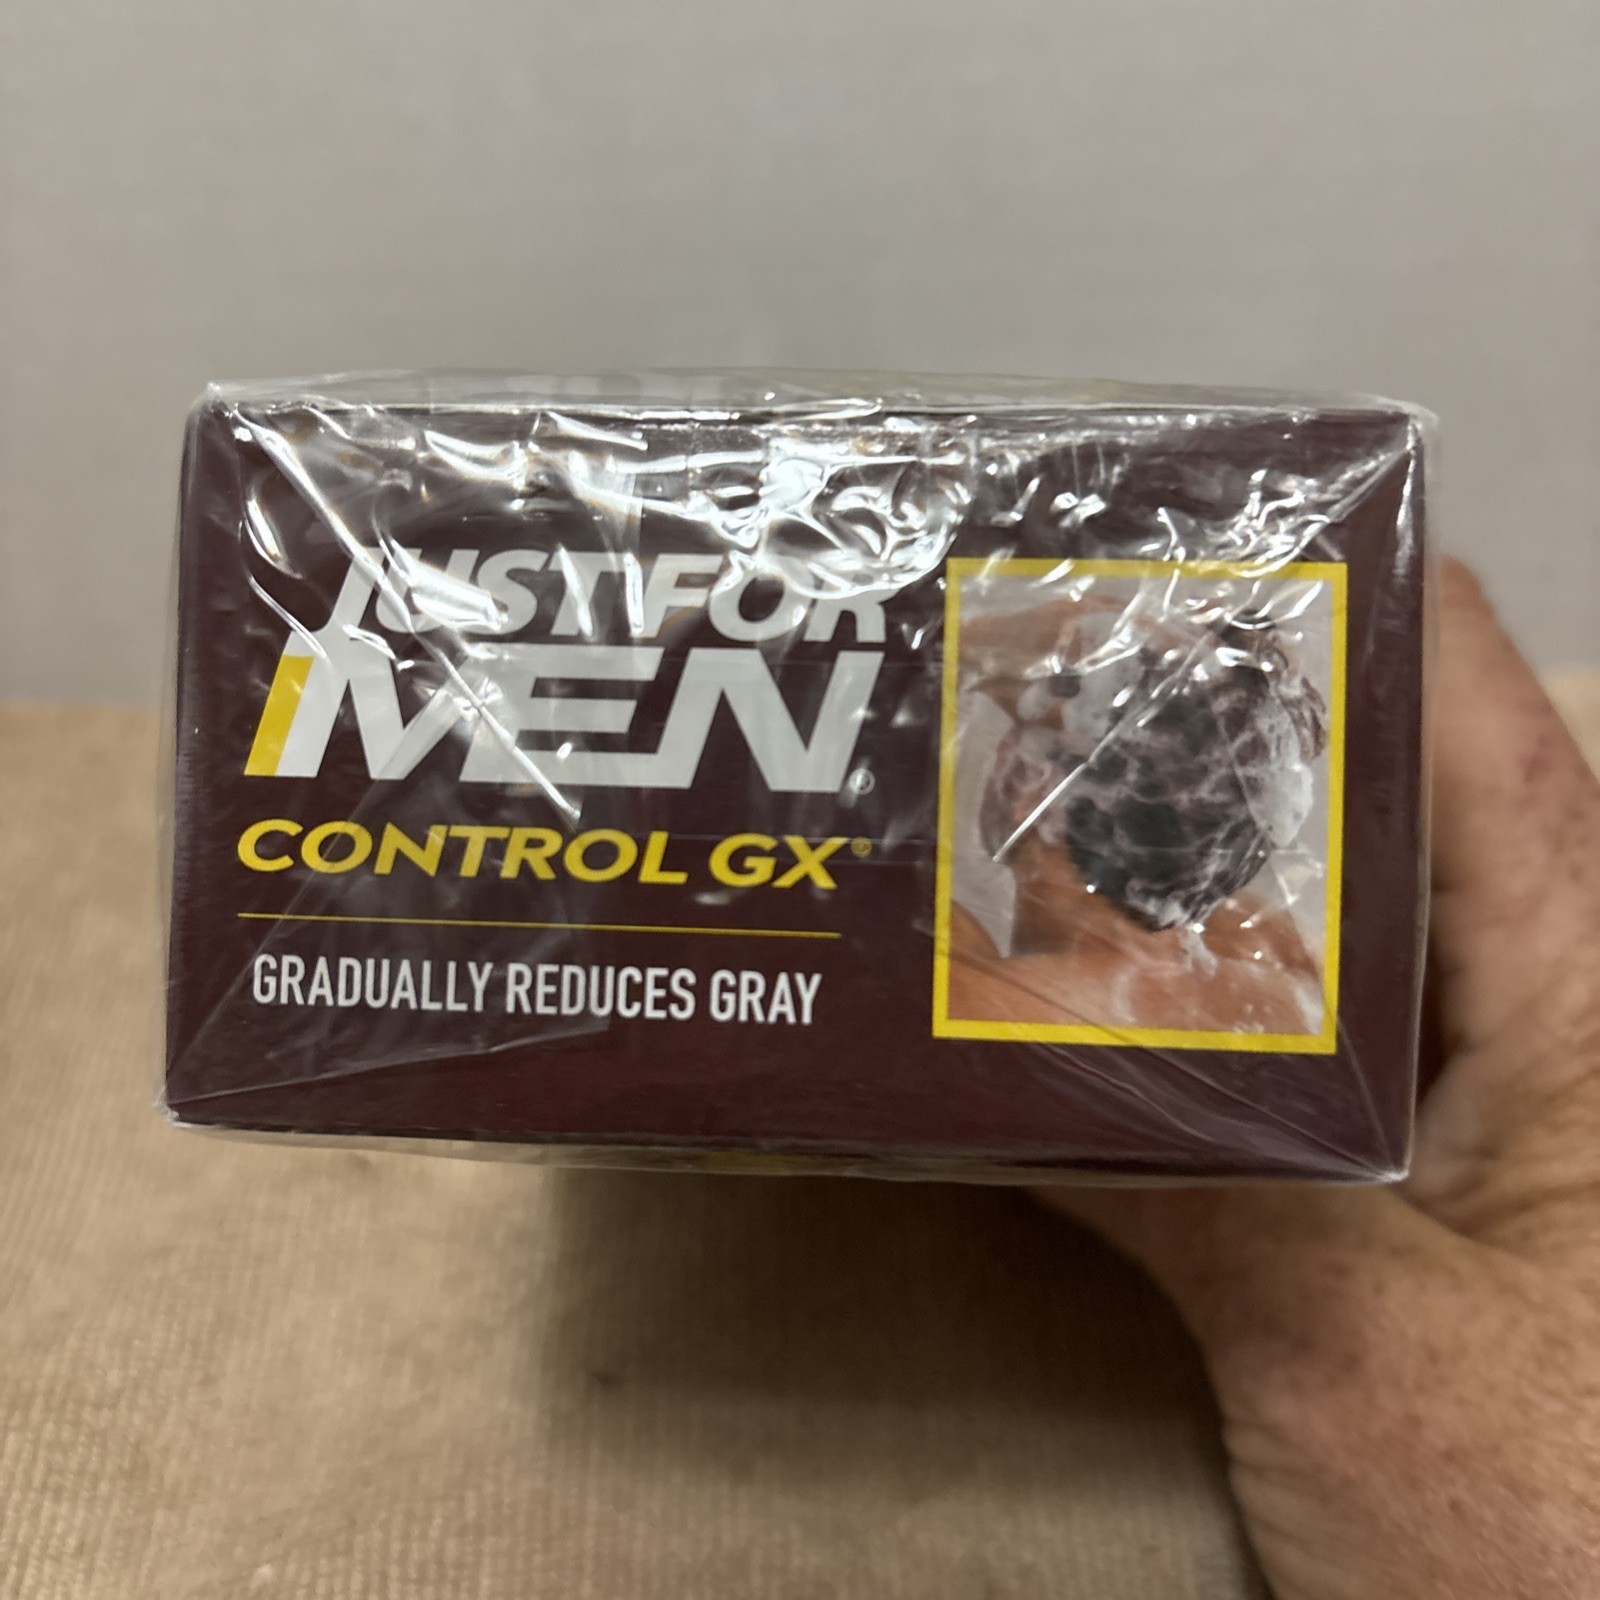 JUST FOR
MEN®
CONTROL GX®
GRADUALLY REDUCES GRAY